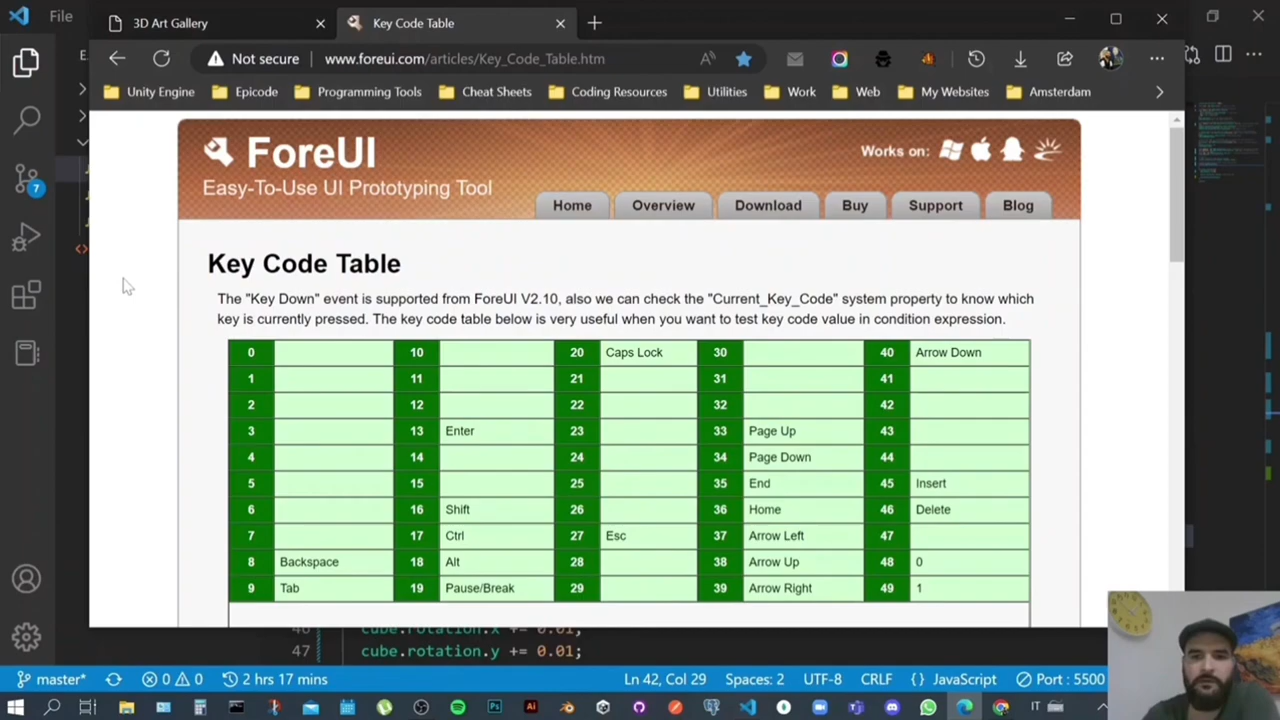 File
3D Art Gallery
Key Code Table
Not secure
www.foreui.com/articles/Key_Code_Table.htm
Unity Engine
Epicode
Programming Tools
Cheat Sheets
Coding Resources
Utilities
Work
Web
My Websites
Amsterdam
ForeUI
Easy-To-Use UI Prototyping Tool
Works on:
Home
Overview
Download
Buy
Support
Blog
Key Code Table
The "Key Down" event is supported from ForeUI V2.10, also we can check the "Current_Key_Code" system property to know which
key is currently pressed. The key code table below is very useful when you want to test key code value in condition expression.
0 10 20 Caps Lock 30 40 Arrow Down
1 11 21 31 41
2 12 22 32 42
3 13 Enter 23 33 Page Up 43
4 14 24 34 Page Down 44
5 15 25 35 End 45 Insert
6 16 Shift 26 36 Home 46 Delete
7 17 Ctrl 27 Esc 37 Arrow Left 47
8 Backspace 18 Alt 28 38 Arrow Up 48 0
9 Tab 19 Pause/Break 29 39 Arrow Right 49 1
7
cube.rotation.x += 0.01;
47 cube.rotation.y += 0.01;
master*
0
0
2 hrs 17 mins
Ln 42, Col 29
Spaces: 2
UTF-8
CRLF
{ } JavaScript
Port : 5500
IT